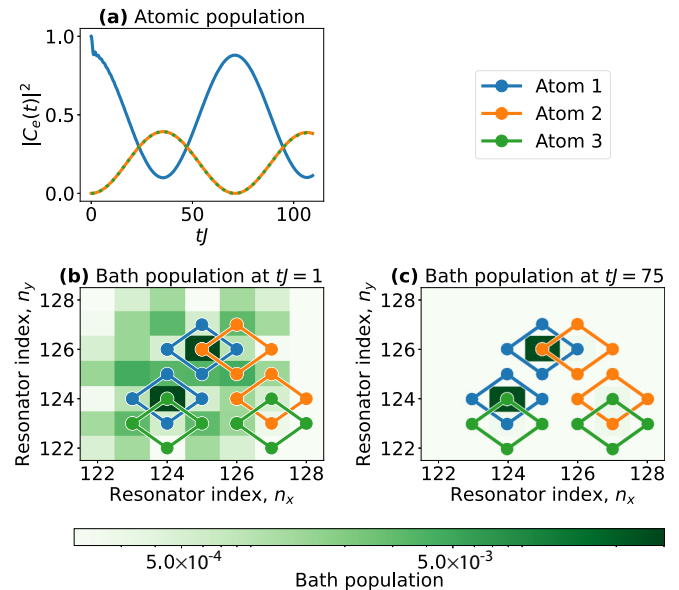 (a) Atomic population
1.0
0.5
0.0
|C_e(t)|²
0 50 100
tJ
Atom 1
Atom 2
Atom 3
(b) Bath population at tJ = 1
128
126
124
122
Resonator index, n_y
122 124 126 128
Resonator index, n_x
(c) Bath population at tJ = 75
128
126
124
122
Resonator index, n_y
122 124 126 128
Resonator index, n_x
5.0×10⁻⁴ 5.0×10⁻³
Bath population